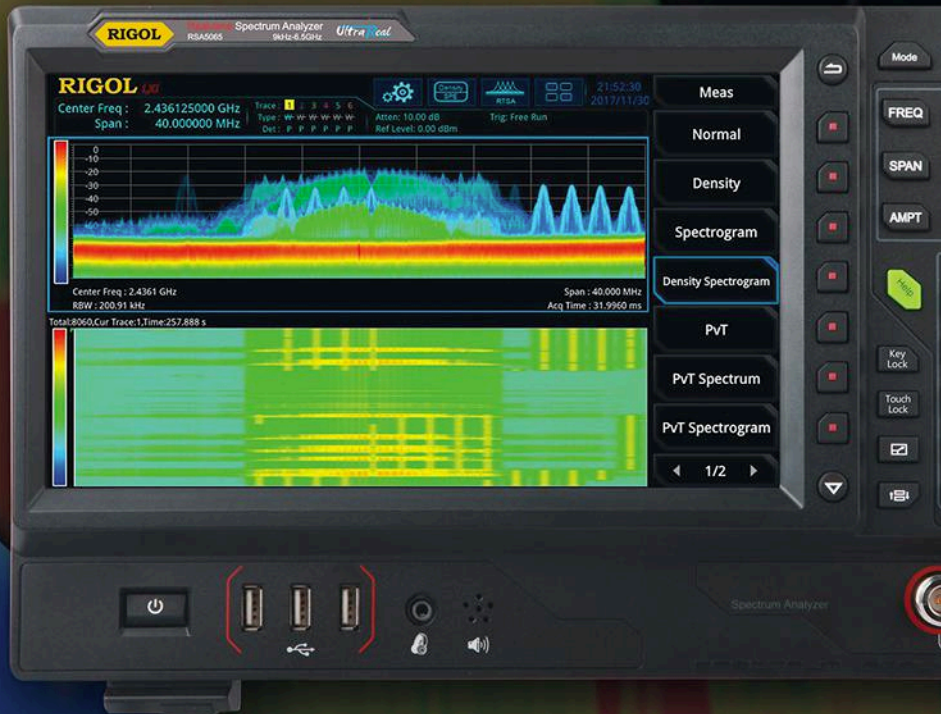 RIGOL
Spectrum Analyzer
RSA5065
9kHz-6.5GHz
UltraReal
RIGOL LXI
Center Freq : 2.436125000 GHz
Span : 40.000000 MHz
Trace : 1 2 3 4 5 6
Type : W W W W W W
Det : P P P P P P
Atten: 10.00 dB
Ref Level: 0.00 dBm
Density
SPG
RTSA
Trig: Free Run
21:52:30
2017/11/30
0
-10
-20
-30
-40
-50
-60
Center Freq : 2.4361 GHz
Span : 40.000 MHz
RBW : 200.91 kHz
Acq Time : 31.9960 ms
Total:8060,Cur Trace:1,Time:257.888 s
Meas
Normal
Density
Spectrogram
Density Spectrogram
PvT
PvT Spectrum
PvT Spectrogram
1/2
Mode
FREQ
SPAN
AMPT
Help
Key
Lock
Touch
Lock
Spectrum Analyzer